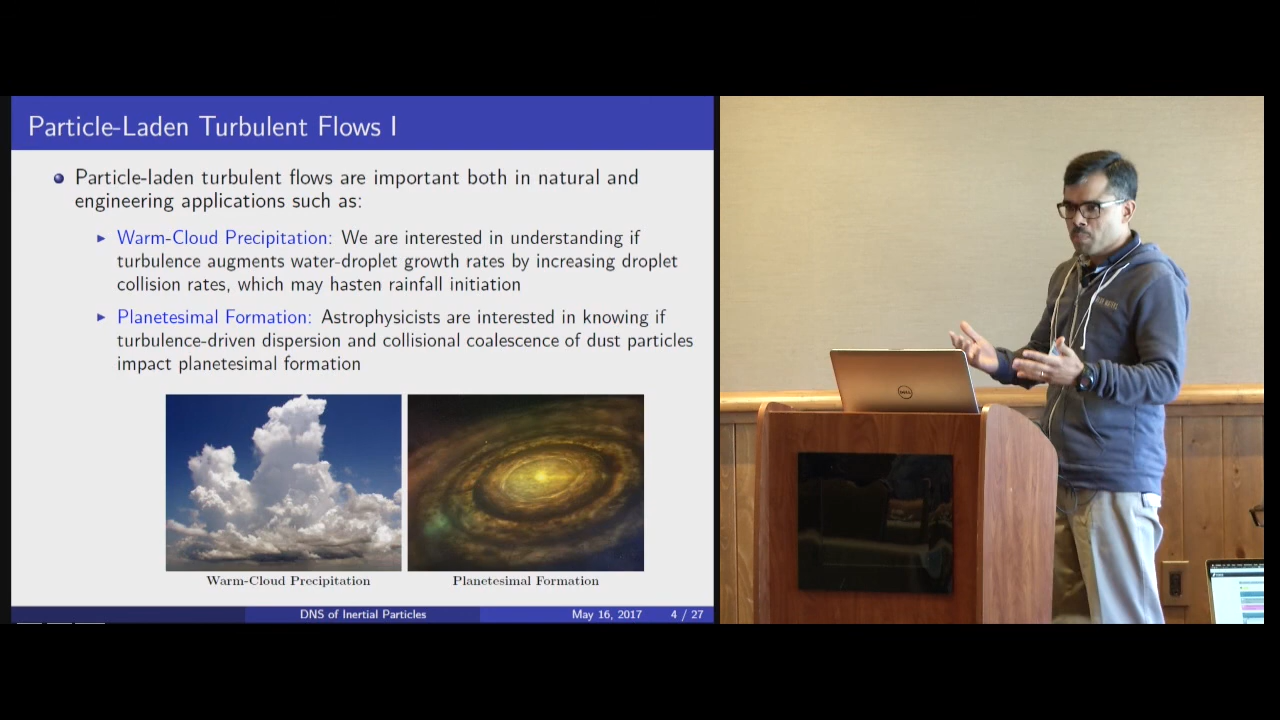 Particle-Laden Turbulent Flows I
Particle-laden turbulent flows are important both in natural and
engineering applications such as:
Warm-Cloud Precipitation: We are interested in understanding if
turbulence augments water-droplet growth rates by increasing droplet
collision rates, which may hasten rainfall initiation
Planetesimal Formation: Astrophysicists are interested in knowing if
turbulence-driven dispersion and collisional coalescence of dust particles
impact planetesimal formation
Warm-Cloud Precipitation
Planetesimal Formation
DNS of Inertial Particles
May 16, 2017
4 / 27
DELL